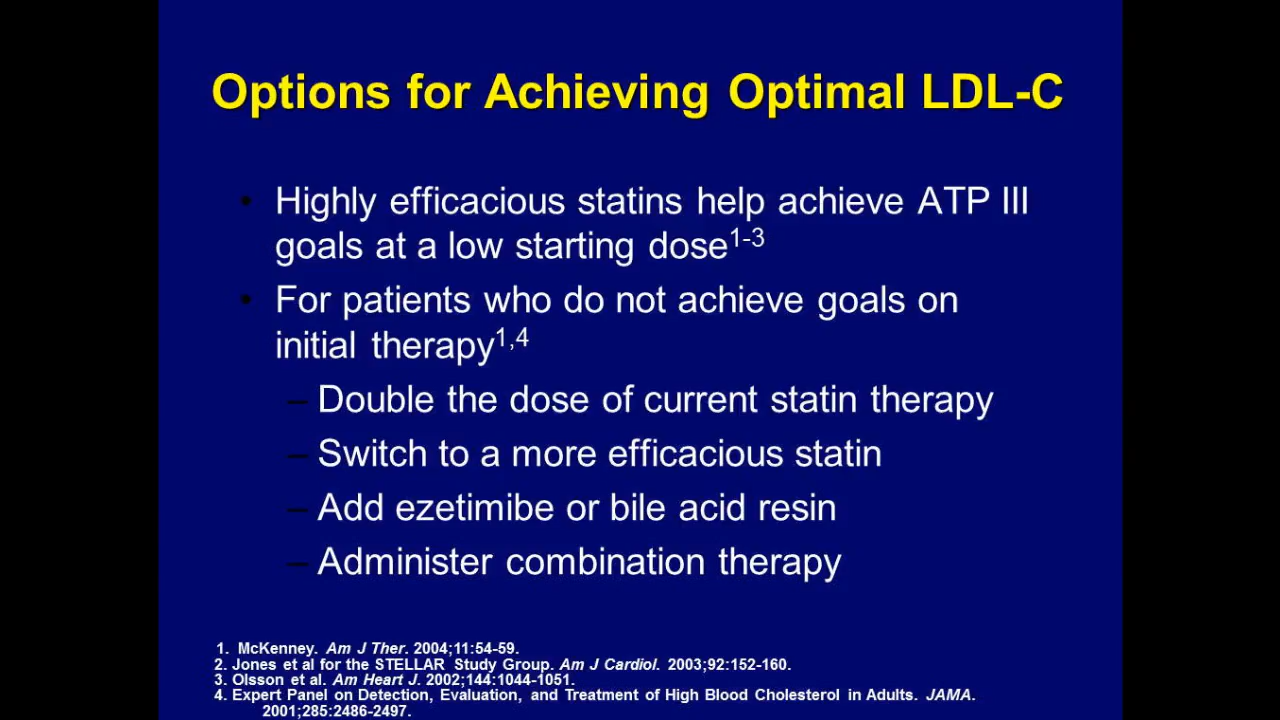 Options for Achieving Optimal LDL-C
• Highly efficacious statins help achieve ATP III
goals at a low starting dose1-3
• For patients who do not achieve goals on
initial therapy1,4
– Double the dose of current statin therapy
– Switch to a more efficacious statin
– Add ezetimibe or bile acid resin
– Administer combination therapy
1. McKenney. Am J Ther. 2004;11:54-59.
2. Jones et al for the STELLAR Study Group. Am J Cardiol. 2003;92:152-160.
3 Olsson et al. Am Heart J. 2002;144:1044-1051.
4. Expert Panel on Detection, Evaluation, and Treatment of High Blood Cholesterol in Adults. JAMA.
2001;285:2486-2497.